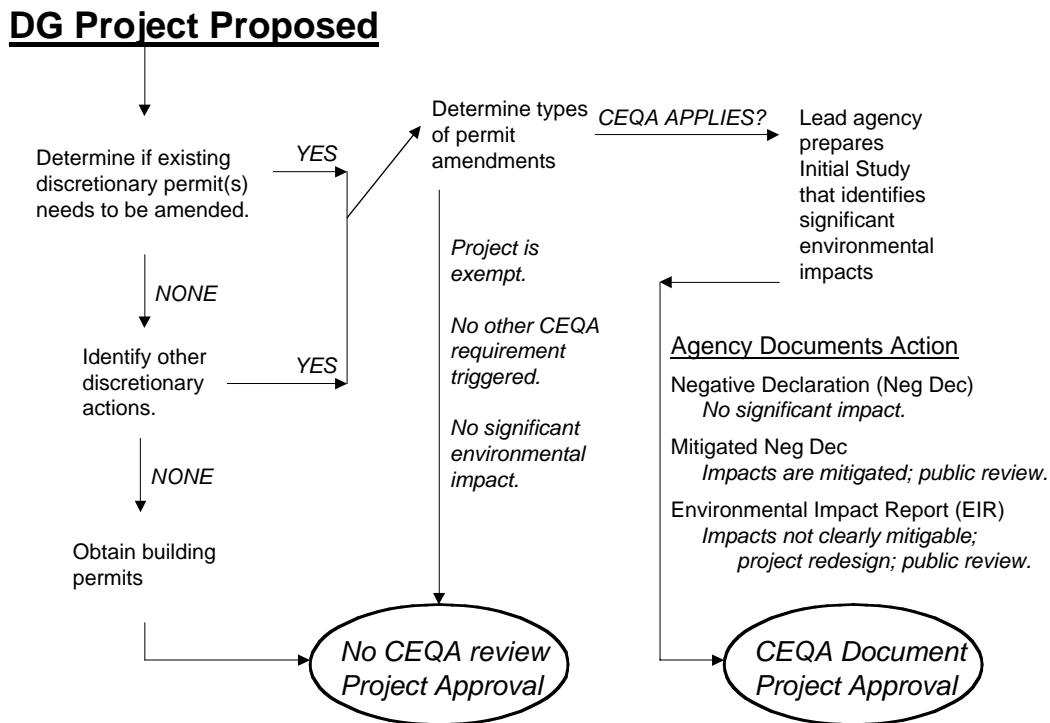 DG Project Proposed
Determine if existing
discretionary permit(s)
needs to be amended.
YES
NONE
Identify other
discretionary
actions.
YES
NONE
Obtain building
permits
Determine types
of permit
amendments
CEQA APPLIES?
Project is
exempt.
No other CEQA
requirement
triggered.
No significant
environmental
impact.
No CEQA review
Project Approval
Lead agency
prepares
Initial Study
that identifies
significant
environmental
impacts
Agency Documents Action
Negative Declaration (Neg Dec)
No significant impact.
Mitigated Neg Dec
Impacts are mitigated; public review.
Environmental Impact Report (EIR)
Impacts not clearly mitigable;
project redesign; public review.
CEQA Document
Project Approval